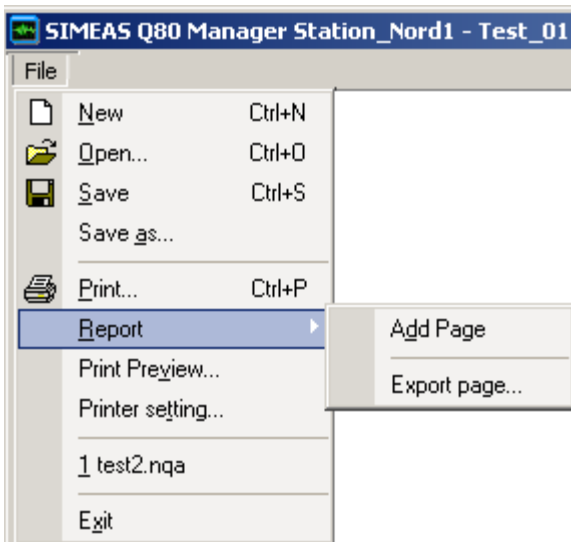 SIMEAS Q80 Manager Station_Nord1 - Test_01
File
New Ctrl+N
Open... Ctrl+O
Save Ctrl+S
Save as...
Print... Ctrl+P
Report
Add Page
Export page...
Print Preview...
Printer setting...
1 test2.nqa
Exit